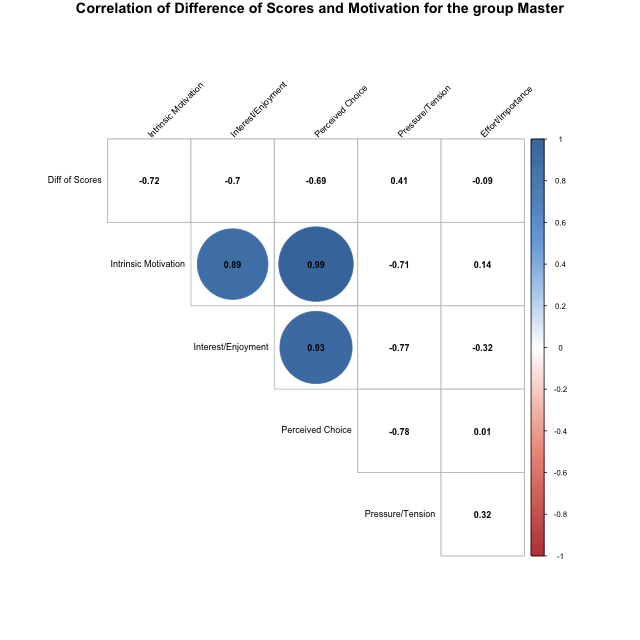 Correlation of Difference of Scores and Motivation for the group Master
Intrinsic Motivation
Interest/Enjoyment
Perceived Choice
Pressure/Tension
Effort/Importance
Diff of Scores
-0.72
-0.7
-0.69
0.41
-0.09
Intrinsic Motivation
0.89
0.99
-0.71
0.14
Interest/Enjoyment
0.93
-0.77
-0.32
Perceived Choice
-0.78
0.01
Pressure/Tension
0.32
1
0.8
0.6
0.4
0.2
0
-0.2
-0.4
-0.6
-0.8
-1